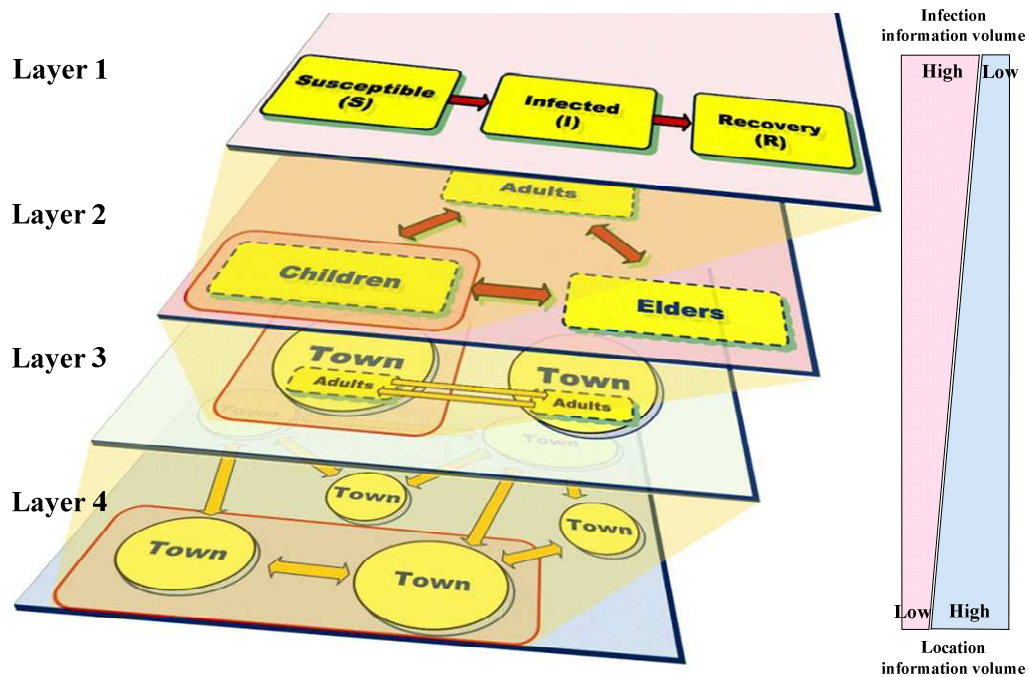 Infection
information volume
High
Low
Layer 1
Susceptible
(S)
Infected
(I)
Recovery
(R)
Layer 2
Adults
Children
Elders
Layer 3
Town
Town
Adults
Adults
Town
Town
Layer 4
Town
Town
Town
Town
Low
High
Location
information volume